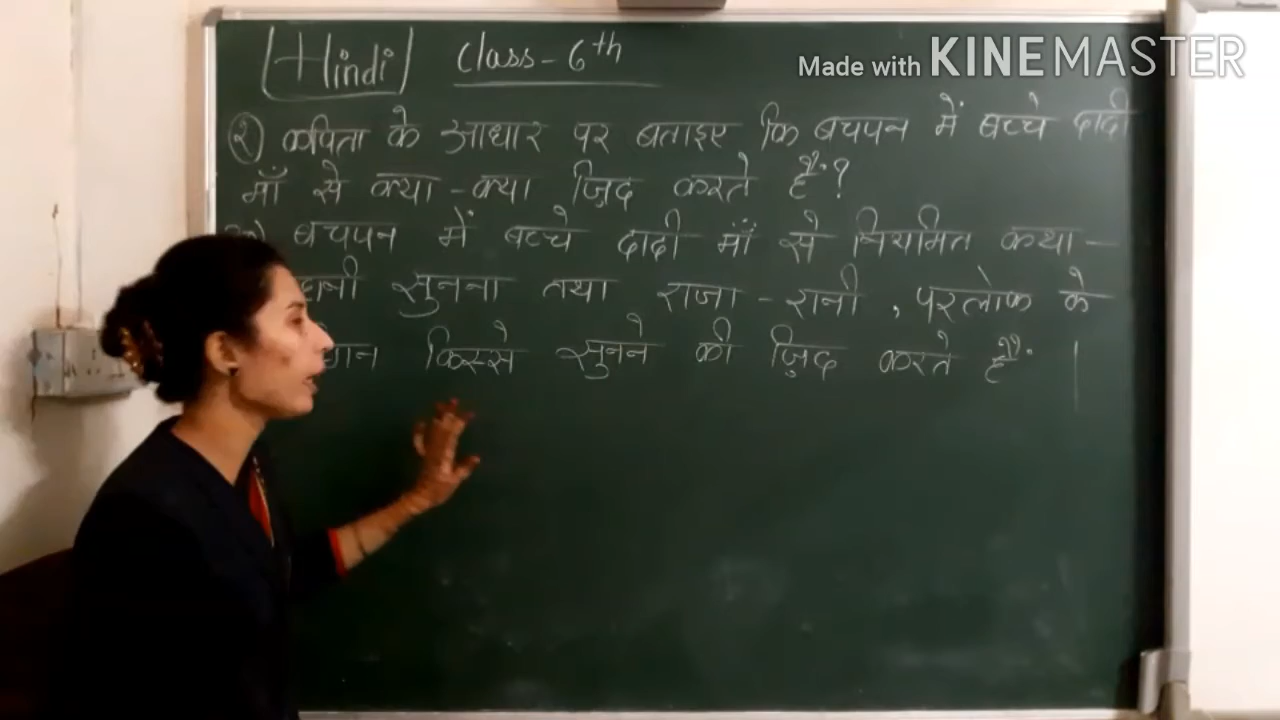 Hindi Class - 6th
Made with KINEMASTER
२ कविता के आधार पर बताइए कि बचपन में बच्चे दादी
माँ से क्या - क्या ज़िद करते हैं?
बचपन में बच्चे दादी माँ से नियमित कथा -
सुनना तथा राजा - रानी , परलोक के
किस्से सुनने की ज़िद करते हैं |